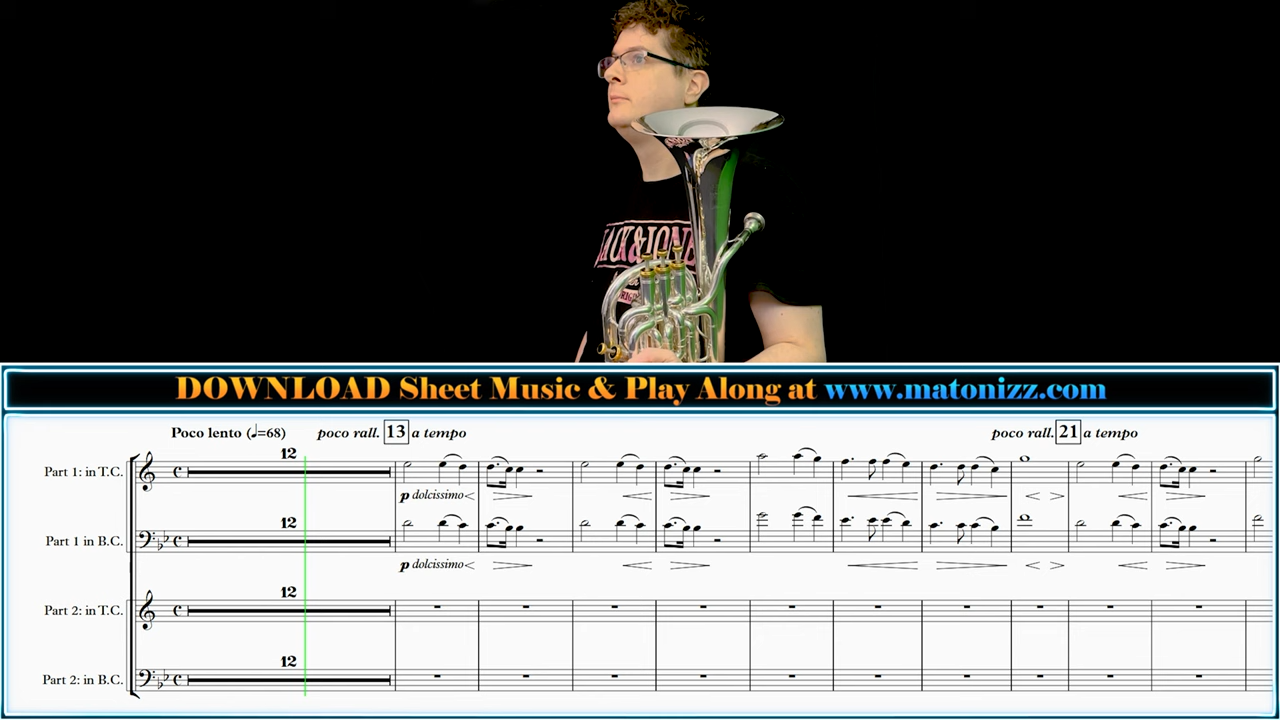 JACK&JONE
DOWNLOAD Sheet Music & Play Along at www.matonizz.com
Poco lento (♩=68) poco rall. 13 a tempo poco rall. 21 a tempo
12
Part 1: in T.C.
p dolcissimo
12
Part 1 in B.C.
p dolcissimo
12
Part 2: in T.C.
12
Part 2: in B.C.